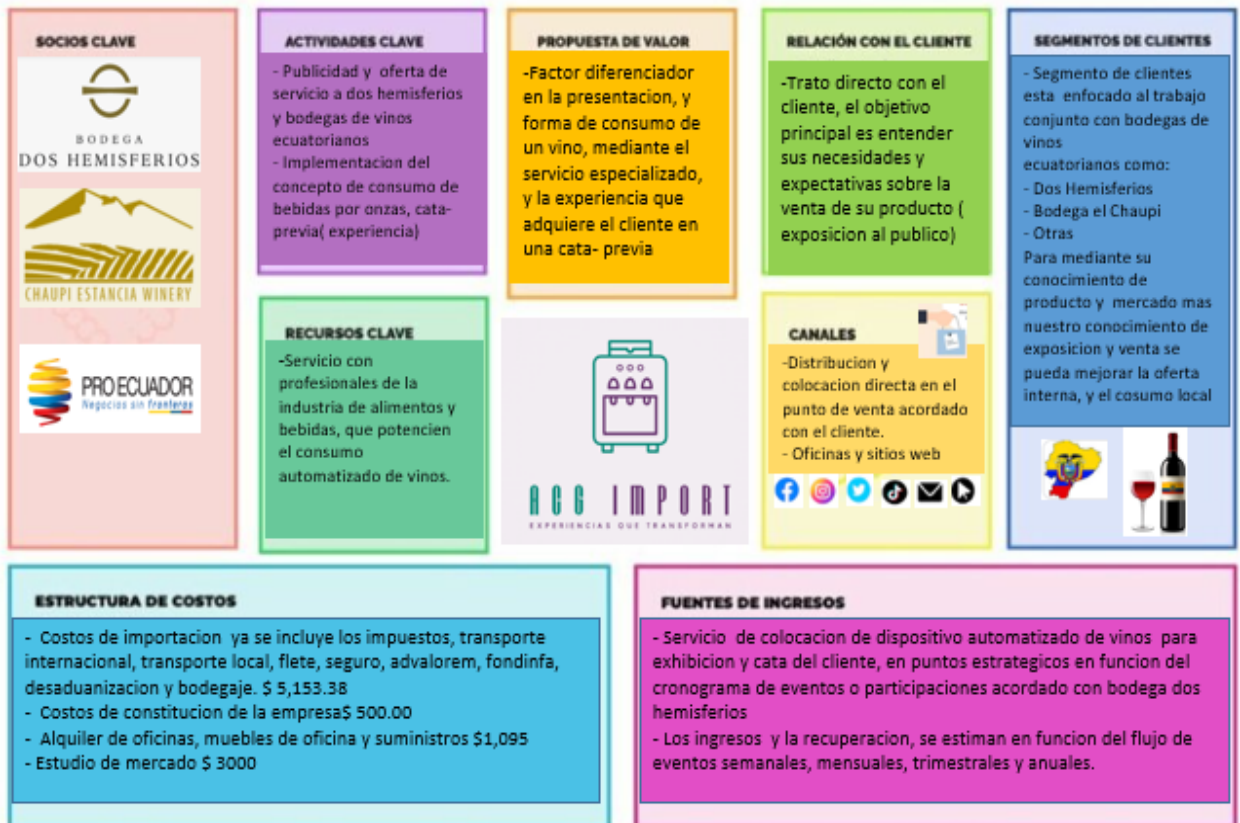 SOCIOS CLAVE
BODEGA
DOS HEMISFERIOS
CHAUPI ESTANCIA WINERY
PRO ECUADOR
Negocios sin fronteras
ACTIVIDADES CLAVE
- Publicidad y oferta de
servicio a dos hemisferios
y bodegas de vinos
ecuatorianos
- Implementacion del
concepto de consumo de
bebidas por onzas, cata-
previa( experiencia)
RECURSOS CLAVE
-Servicio con
profesionales de la
industria de alimentos y
bebidas, que potencien
el consumo
automatizado de vinos.
PROPUESTA DE VALOR
-Factor diferenciador
en la presentacion, y
forma de consumo de
un vino, mediante el
servicio especializado,
y la experiencia que
adquiere el cliente en
una cata- previa
ACG IMPORT
EXPERIENCIAS QUE TRANSFORMAN
RELACIÓN CON EL CLIENTE
-Trato directo con el
cliente, el objetivo
principal es entender
sus necesidades y
expectativas sobre la
venta de su producto (
exposicion al publico)
CANALES
-Distribucion y
colocacion directa en el
punto de venta acordado
con el cliente.
- Oficinas y sitios web
SEGMENTOS DE CLIENTES
- Segmento de clientes
esta enfocado al trabajo
conjunto con bodegas de
vinos
ecuatorianos como:
- Dos Hemisferios
- Bodega el Chaupi
- Otras
Para mediante su
conocimiento de
producto y mercado mas
nuestro conocimiento de
exposicion y venta se
pueda mejorar la oferta
interna, y el cosumo local
ESTRUCTURA DE COSTOS
- Costos de importacion ya se incluye los impuestos, transporte
internacional, transporte local, flete, seguro, advalorem, fondinfa,
desaduanizacion y bodegaje. $ 5,153.38
- Costos de constitucion de la empresa$ 500.00
- Alquiler de oficinas, muebles de oficina y suministros $1,095
- Estudio de mercado $ 3000
FUENTES DE INGRESOS
- Servicio de colocacion de dispositivo automatizado de vinos para
exhibicion y cata del cliente, en puntos estrategicos en funcion del
cronograma de eventos o participaciones acordado con bodega dos
hemisferios
- Los ingresos y la recuperacion, se estiman en funcion del flujo de
eventos semanales, mensuales, trimestrales y anuales.